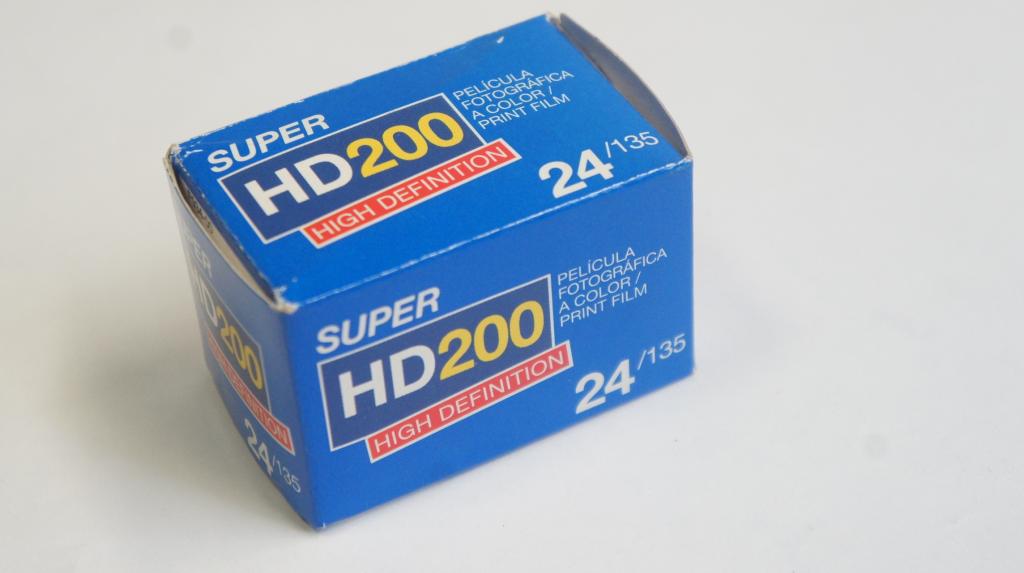 SUPER
HD200
HIGH DEFINITION
PELÍCULA
FOTOGRÁFICA
A COLOR /
PRINT FILM
24/135
SUPER
HD200
HIGH DEFINITION
PELÍCULA
FOTOGRÁFICA
A COLOR /
PRINT FILM
24/135
HD200
24/135